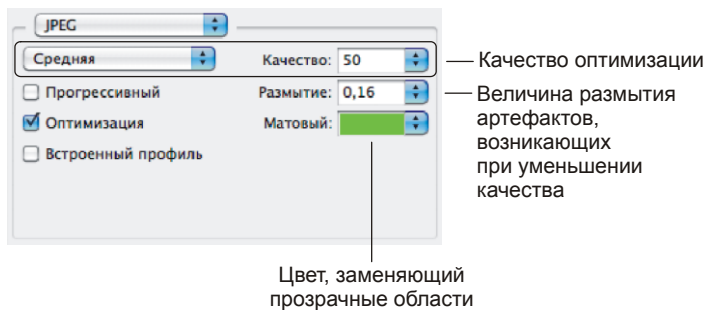 JPEG
Средняя Качество: 50
Качество оптимизации
Прогрессивный Размытие: 0,16
Величина размытия
артефактов,
возникающих
при уменьшении
качества
Оптимизация Матовый:
Встроенный профиль
Цвет, заменяющий
прозрачные области